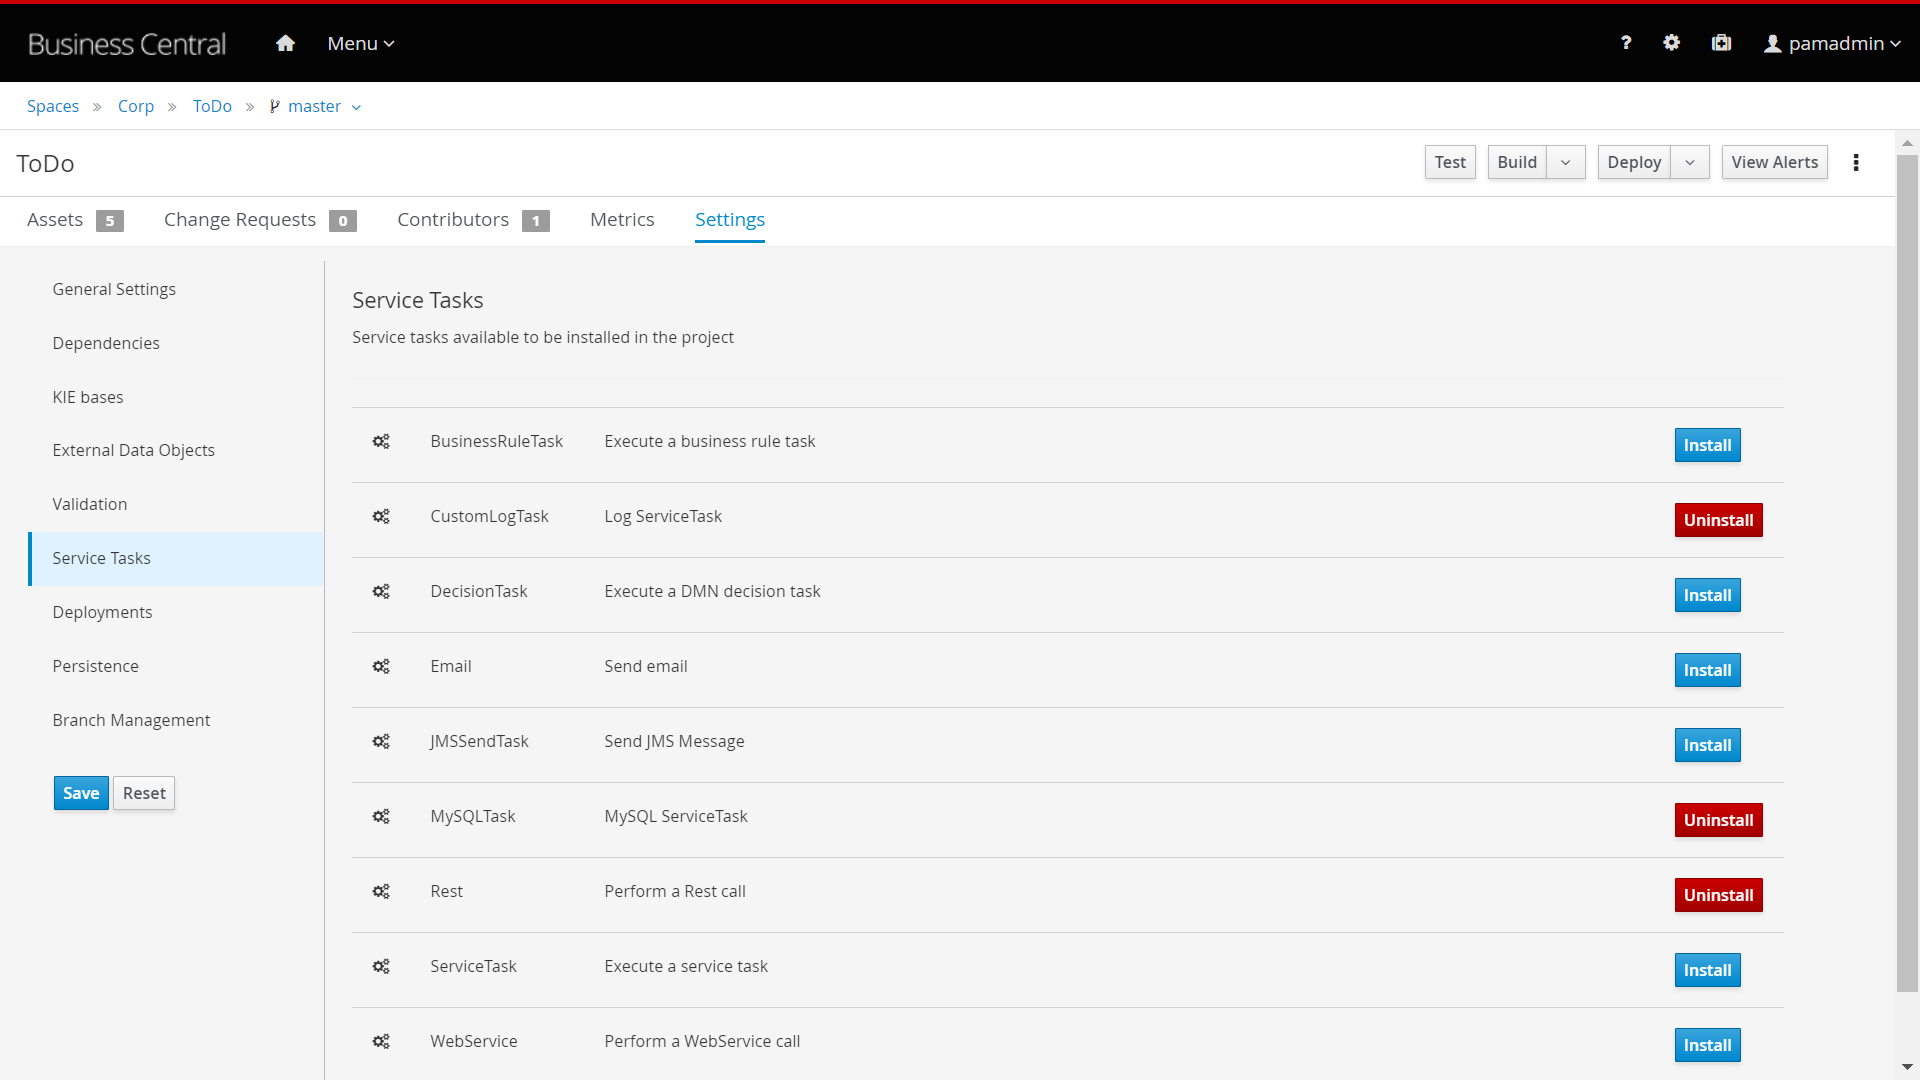 Business Central
Menu
?
pamadmin
Spaces » Corp » ToDo » master
ToDo
Test
Build
Deploy
View Alerts
Assets 5
Change Requests 0
Contributors 1
Metrics
Settings
General Settings
Dependencies
KIE bases
External Data Objects
Validation
Service Tasks
Deployments
Persistence
Branch Management
Save
Reset
Service Tasks
Service tasks available to be installed in the project
BusinessRuleTask Execute a business rule task Install
CustomLogTask Log ServiceTask Uninstall
DecisionTask Execute a DMN decision task Install
Email Send email Install
JMSSendTask Send JMS Message Install
MySQLTask MySQL ServiceTask Uninstall
Rest Perform a Rest call Uninstall
ServiceTask Execute a service task Install
WebService Perform a WebService call Install